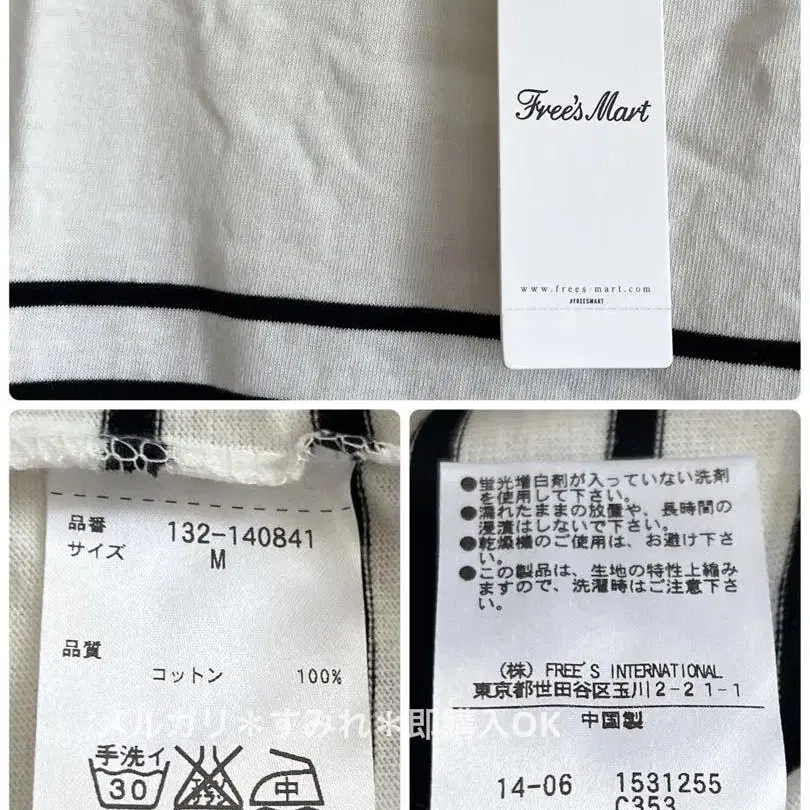 Free's Mart
www.frees-mart.com
#FREESMART
品番 132-140841
サイズ M
品質
コットン 100%
手洗イ
30
中
●蛍光増白剤が入っていない洗剤
を使用して下さい。
●濡れたままの放置や、長時間の
浸漬はしないで下さい。
●乾燥機のご使用は、お避け下さ
い。
●この製品は、生地の特性上縮み
ますので、洗濯時はご注意下さ
い。
(株) FREE'S INTERNATIONAL
東京都世田谷区玉川2-21-1
中国製
14-06 1531255
C353
メルカリ＊すみれ＊即購入OK